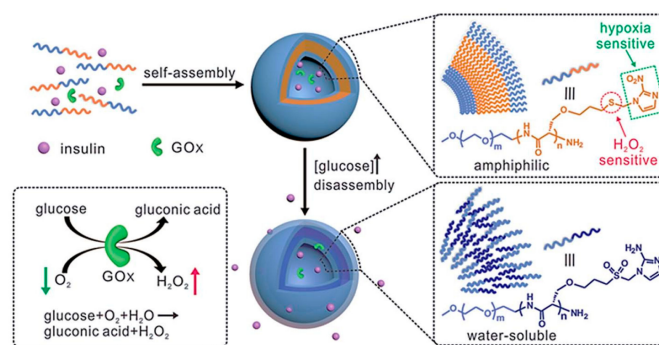 self-assembly
insulin
GOx
[glucose]↑
disassembly
hypoxia
sensitive
NO₂
N
N
S
O
H
N
O
m
O
n
NH₂
H₂O₂
sensitive
amphiphilic
glucose
gluconic acid
GOx
O₂
H₂O₂
glucose+O₂+H₂O →
gluconic acid+H₂O₂
NH₂
N
N
O
S
O
O
H
N
O
m
O
n
NH₂
water-soluble